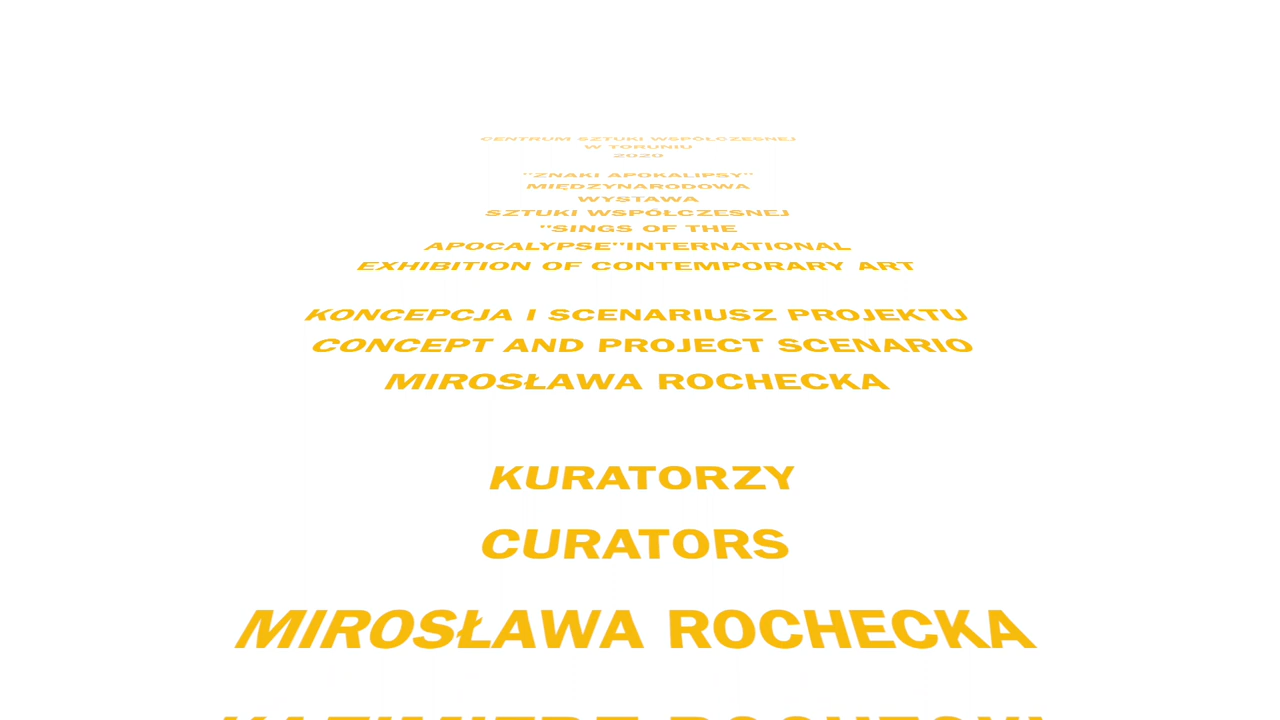 CENTRUM SZTUKI WSPÓŁCZESNEJ
W TORUNIU
2020
"ZNAKI APOKALIPSY"
MIĘDZYNARODOWA
WYSTAWA
SZTUKI WSPÓŁCZESNEJ
"SINGS OF THE
APOCALYPSE"INTERNATIONAL
EXHIBITION OF CONTEMPORARY ART
KONCEPCJA I SCENARIUSZ PROJEKTU
CONCEPT AND PROJECT SCENARIO
MIROSŁAWA ROCHECKA
KURATORZY
CURATORS
MIROSŁAWA ROCHECKA